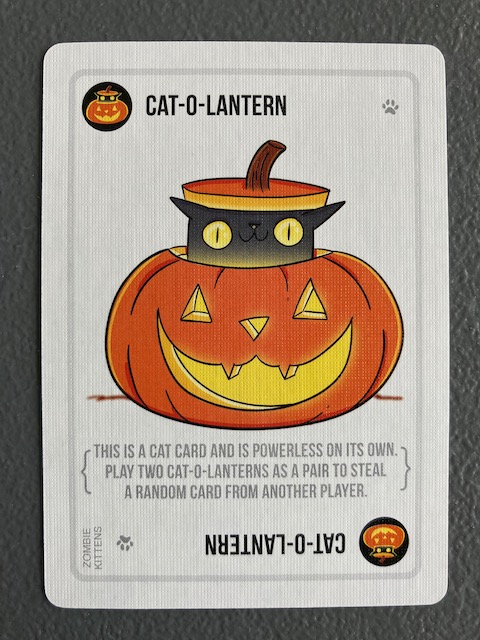 CAT-O-LANTERN
THIS IS A CAT CARD AND IS POWERLESS ON ITS OWN.
PLAY TWO CAT-O-LANTERNS AS A PAIR TO STEAL
A RANDOM CARD FROM ANOTHER PLAYER.
ZOMBIE
KITTENS
CAT-O-LANTERN